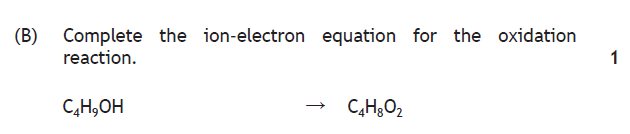 (B) Complete the ion-electron equation for the oxidation
reaction. 1
C₄H₉OH → C₄H₈O₂